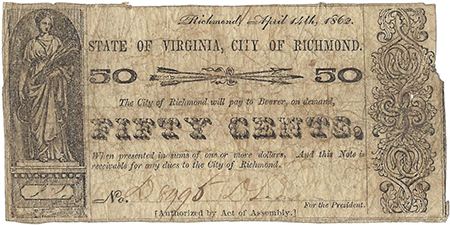 Richmond, April 14th, 1862.
STATE OF VIRGINIA, CITY OF RICHMOND.
50 50
The City of Richmond will pay to Bearer, on demand,
FIFTY CENTS,
When presented in sums of one or more dollars. And this Note is
receivable for any dues to the City of Richmond.
No.
For the President.
[Authorized by Act of Assembly.]